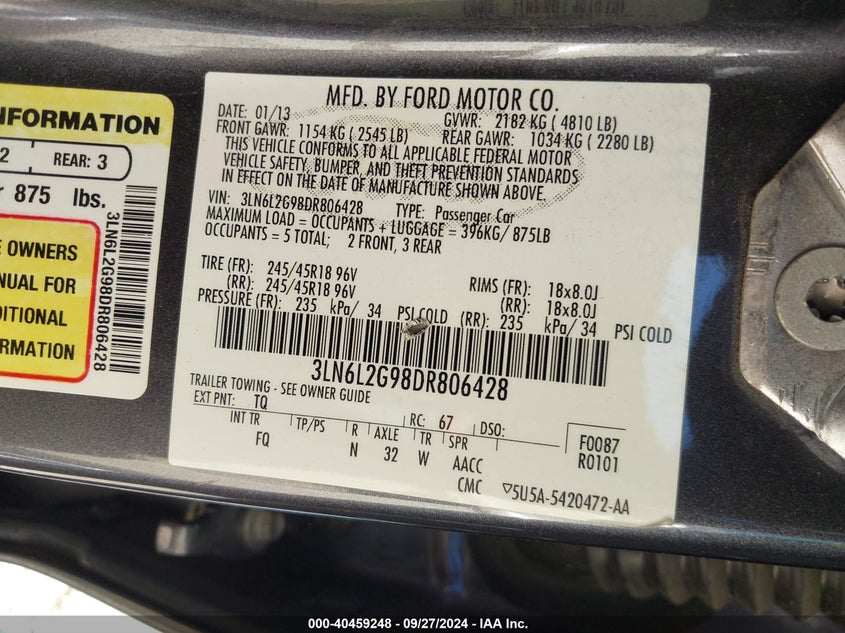 INFORMATION
2 REAR: 3
r 875 lbs.
E OWNERS
NUAL FOR
DITIONAL
ORMATION
3LN6L2G98DR806428
MFD. BY FORD MOTOR CO.
DATE: 01/13 GVWR: 2182 KG ( 4810 LB)
FRONT GAWR: 1154 KG ( 2545 LB) REAR GAWR: 1034 KG ( 2280 LB)
THIS VEHICLE CONFORMS TO ALL APPLICABLE FEDERAL MOTOR
VEHICLE SAFETY, BUMPER, AND THEFT PREVENTION STANDARDS
IN EFFECT ON THE DATE OF MANUFACTURE SHOWN ABOVE.
VIN: 3LN6L2G98DR806428 TYPE: Passenger Car
MAXIMUM LOAD = OCCUPANTS + LUGGAGE = 396KG/ 875LB
OCCUPANTS = 5 TOTAL; 2 FRONT, 3 REAR
TIRE (FR): 245/45R18 96V RIMS (FR): 18x8.0J
(RR): 245/45R18 96V (RR): 18x8.0J
PRESSURE (FR): 235 kPa/ 34 PSI COLD (RR): 235 kPa/ 34 PSI COLD
3LN6L2G98DR806428
TRAILER TOWING - SEE OWNER GUIDE
EXT PNT: TQ RC: 67 DSO:
INT TR TP/PS R AXLE TR SPR F0087
FQ N 32 W AACC R0101
CMC ▽5U5A-5420472-AA
000-40459248 - 09/27/2024 - IAA Inc.